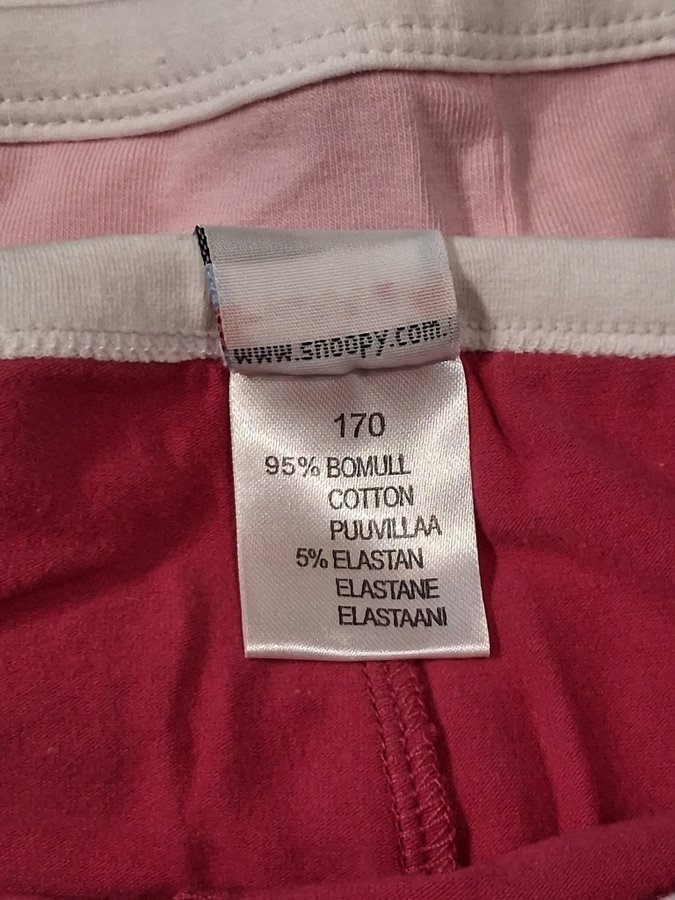 www.snoopy.com
170
95% BOMULL
COTTON
PUUVILLAA
5% ELASTAN
ELASTANE
ELASTAANI